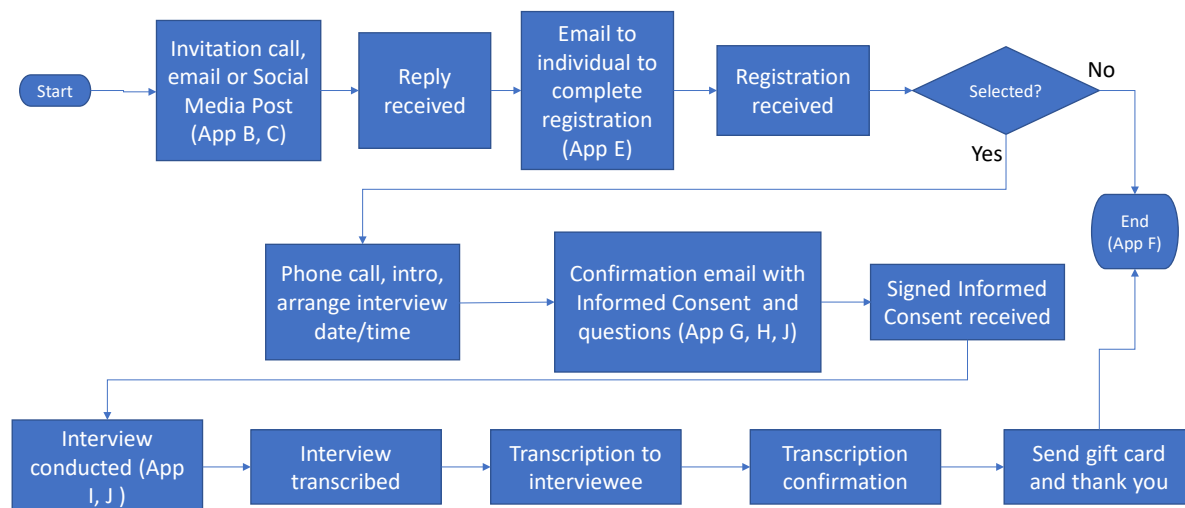 Start
Invitation call,
email or Social
Media Post
(App B, C)
Reply
received
Email to
individual to
complete
registration
(App E)
Registration
received
Selected?
No
Yes
End
(App F)
Phone call, intro,
arrange interview
date/time
Confirmation email with
Informed Consent  and
questions (App G, H, J)
Signed Informed
Consent received
Interview
conducted (App
I, J )
Interview
transcribed
Transcription to
interviewee
Transcription
confirmation
Send gift card
and thank you